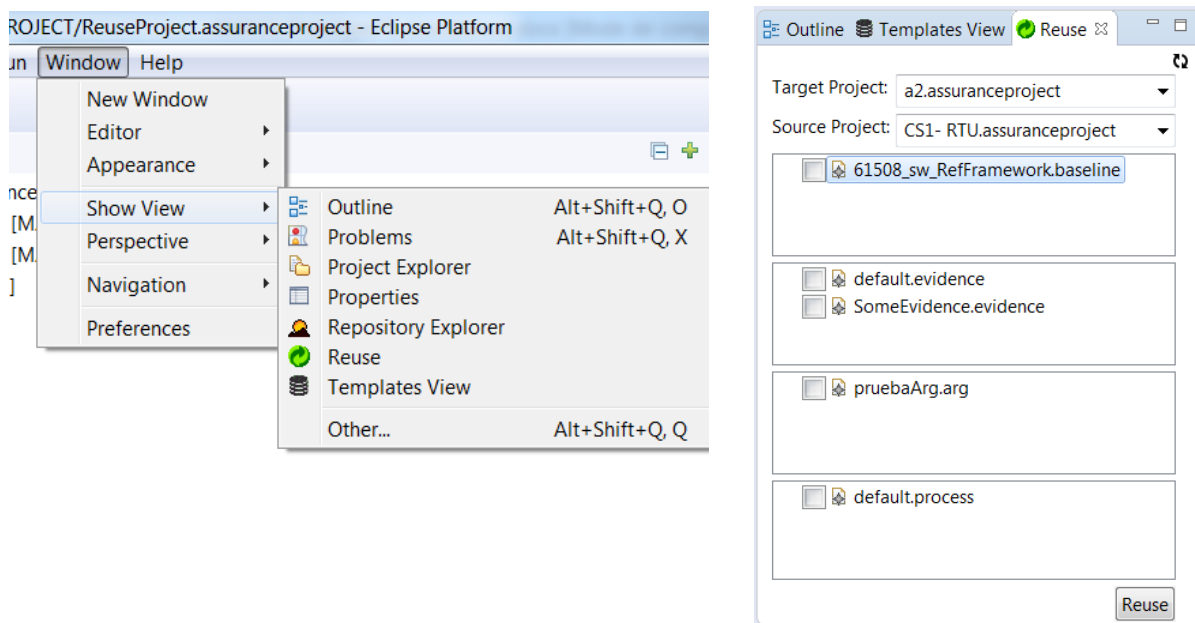 ROJECT/ReuseProject.assuranceproject - Eclipse Platform
un Window Help
New Window
Editor
Appearance
nce
Show View
[M
Perspective
[M
Navigation
]
Preferences
Outline Alt+Shift+Q, O
Problems Alt+Shift+Q, X
Project Explorer
Properties
Repository Explorer
Reuse
Templates View
Other... Alt+Shift+Q, Q
Outline Templates View Reuse
Target Project: a2.assuranceproject
Source Project: CS1- RTU.assuranceproject
61508_sw_RefFramework.baseline
default.evidence
SomeEvidence.evidence
pruebaArg.arg
default.process
Reuse